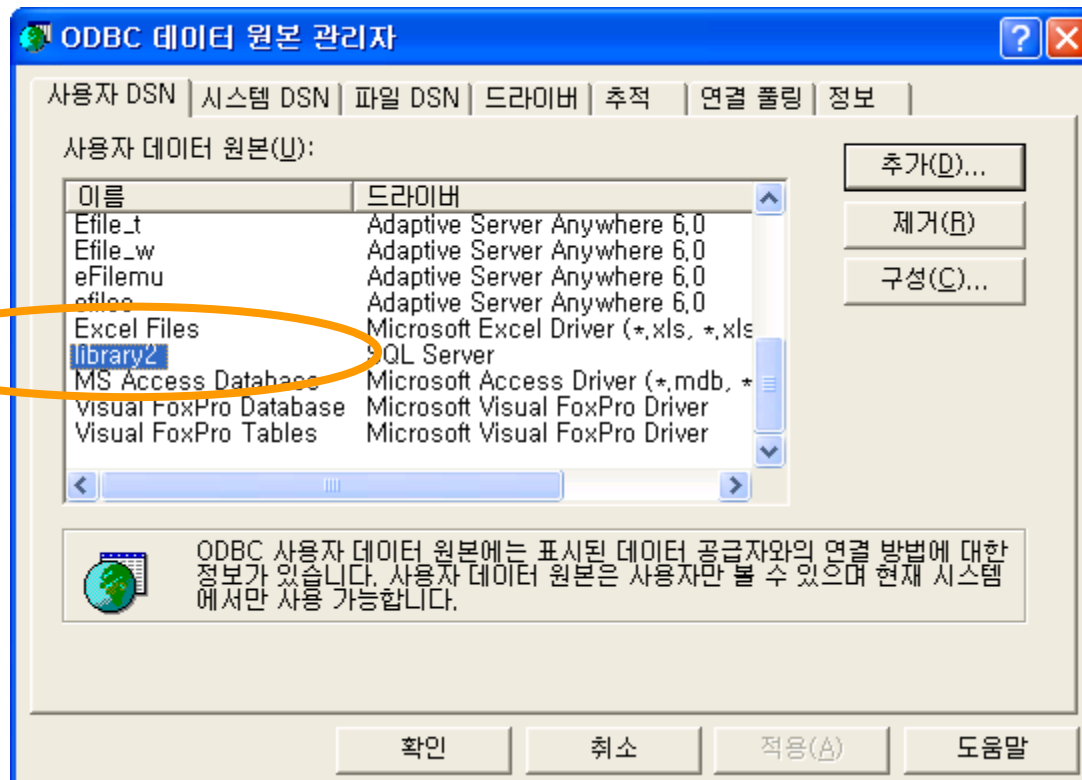 ODBC 데이터 원본 관리자
사용자 DSN 시스템 DSN 파일 DSN 드라이버 추적 연결 풀링 정보
사용자 데이터 원본(U):
추가(D)...
이름 드라이버
Efile_t Adaptive Server Anywhere 6.0
제거(R)
Efile_w Adaptive Server Anywhere 6.0
eFilemu Adaptive Server Anywhere 6.0
구성(C)...
Adaptive Server Anywhere 6.0
Excel Files Microsoft Excel Driver (*.xls, *.xls
library2 SQL Server
MS Access Database Microsoft Access Driver (*.mdb, *
Visual FoxPro Database Microsoft Visual FoxPro Driver
Visual FoxPro Tables Microsoft Visual FoxPro Driver
ODBC 사용자 데이터 원본에는 표시된 데이터 공급자와의 연결 방법에 대한
정보가 있습니다. 사용자 데이터 원본은 사용자만 볼 수 있으며 현재 시스템
에서만 사용 가능합니다.
확인 취소 적용(A) 도움말